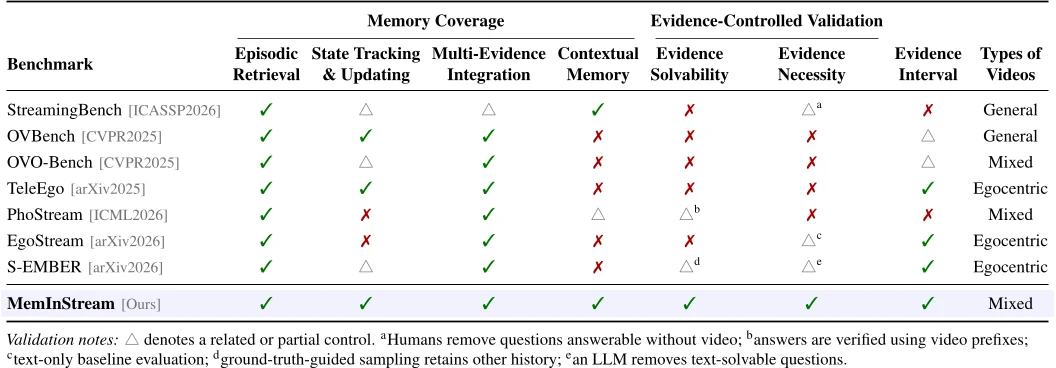 Memory Coverage Evidence-Controlled Validation
Benchmark Episodic Retrieval State Tracking & Updating Multi-Evidence Integration Contextual Memory Evidence Solvability Evidence Necessity Evidence Interval Types of Videos
StreamingBench [ICASSP2026] ✓ △ △ ✓ ✗ △a ✗ General
OVBench [CVPR2025] ✓ ✓ ✓ ✗ ✗ ✗ △ General
OVO-Bench [CVPR2025] ✓ △ ✓ ✗ ✗ ✗ △ Mixed
TeleEgo [arXiv2025] ✓ ✓ ✓ ✗ ✗ ✗ ✓ Egocentric
PhoStream [ICML2026] ✓ ✗ ✓ △ △b ✗ ✗ Mixed
EgoStream [arXiv2026] ✓ ✗ ✓ ✗ ✗ △c ✓ Egocentric
S-EMBER [arXiv2026] ✓ △ ✓ ✗ △d △e ✓ Egocentric
MemInStream [Ours] ✓ ✓ ✓ ✓ ✓ ✓ ✓ Mixed
Validation notes: △ denotes a related or partial control. aHumans remove questions answerable without video; banswers are verified using video prefixes;
ctext-only baseline evaluation; dground-truth-guided sampling retains other history; ean LLM removes text-solvable questions.